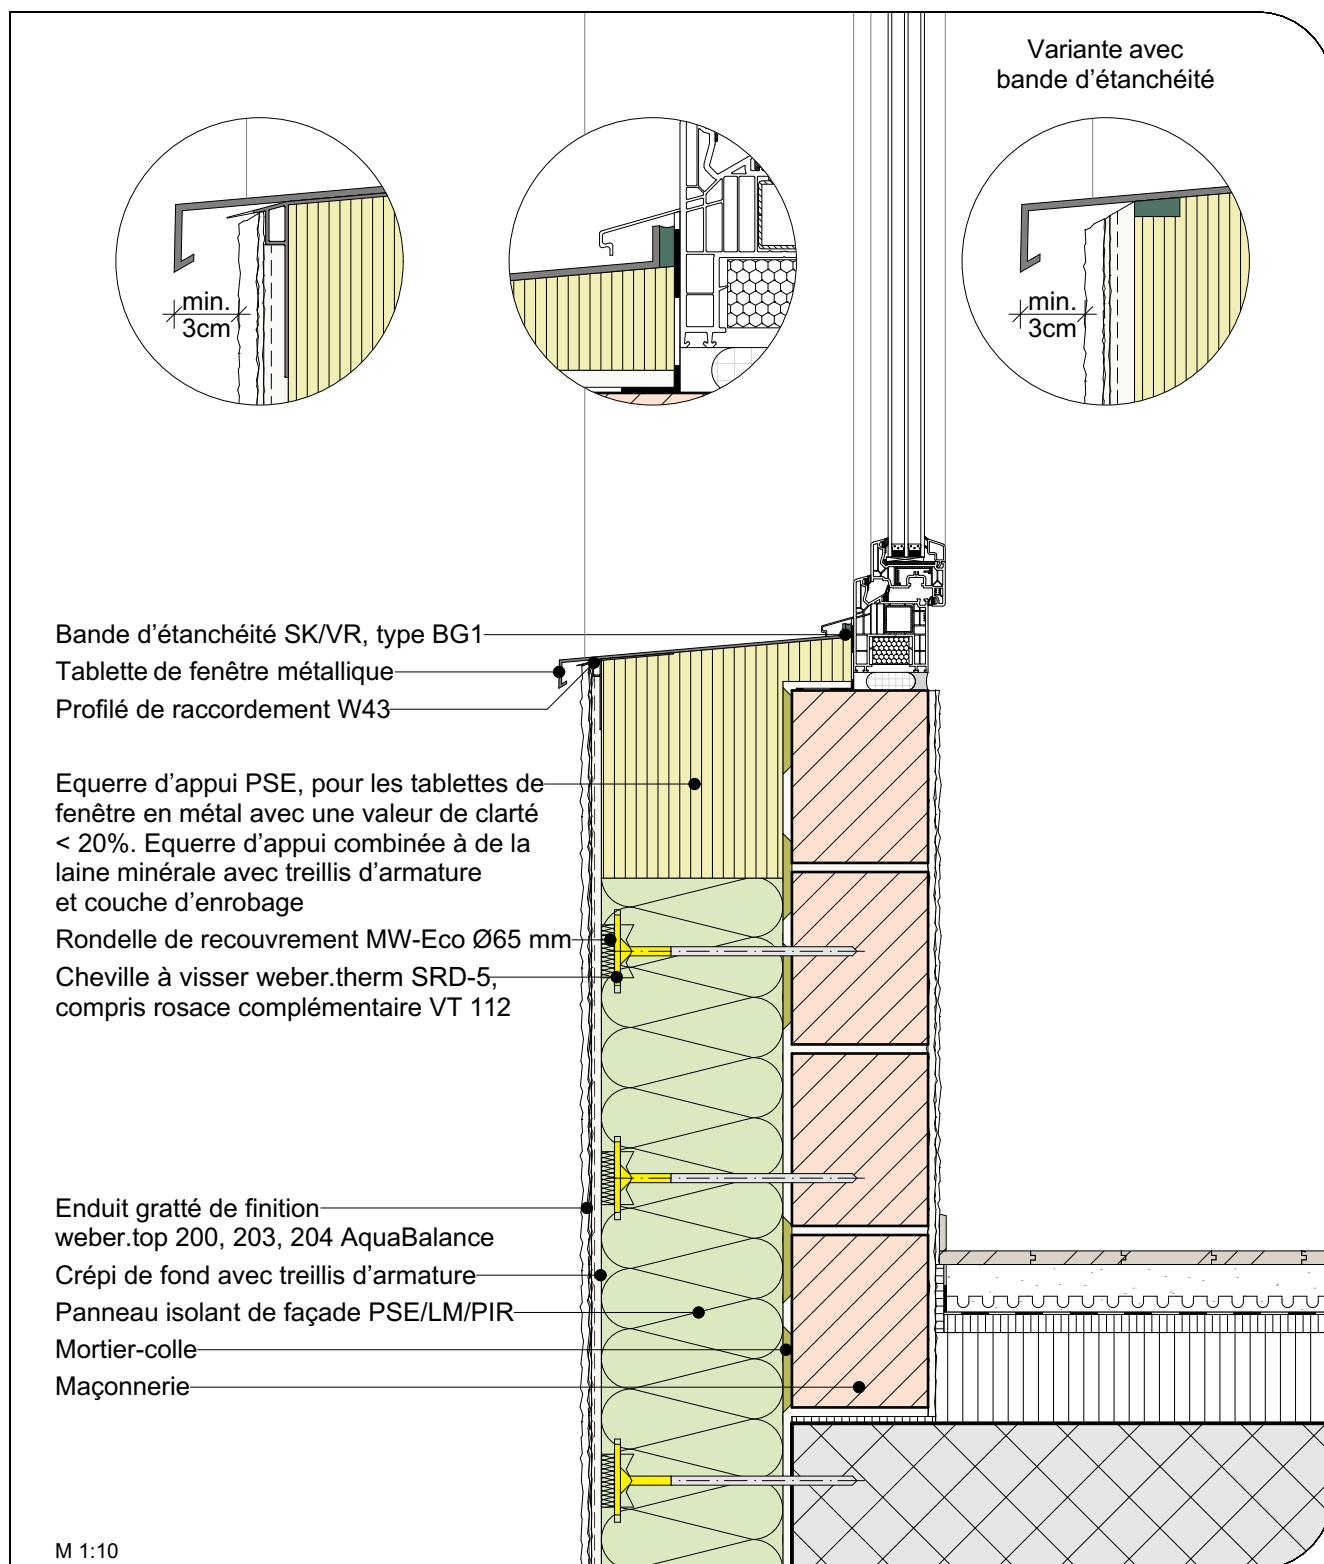 Variante avec
bande d’étanchéité
min.
3cm
min.
3cm
Bande d’étanchéité SK/VR, type BG1
Tablette de fenêtre métallique
Profilé de raccordement W43
Equerre d’appui PSE, pour les tablettes de
fenêtre en métal avec une valeur de clarté
< 20%. Equerre d’appui combinée à de la
laine minérale avec treillis d’armature
et couche d’enrobage
Rondelle de recouvrement MW-Eco Ø65 mm
Cheville à visser weber.therm SRD-5,
compris rosace complémentaire VT 112
Enduit gratté de finition
weber.top 200, 203, 204 AquaBalance
Crépi de fond avec treillis d’armature
Panneau isolant de façade PSE/LM/PIR
Mortier-colle
Maçonnerie
M 1:10